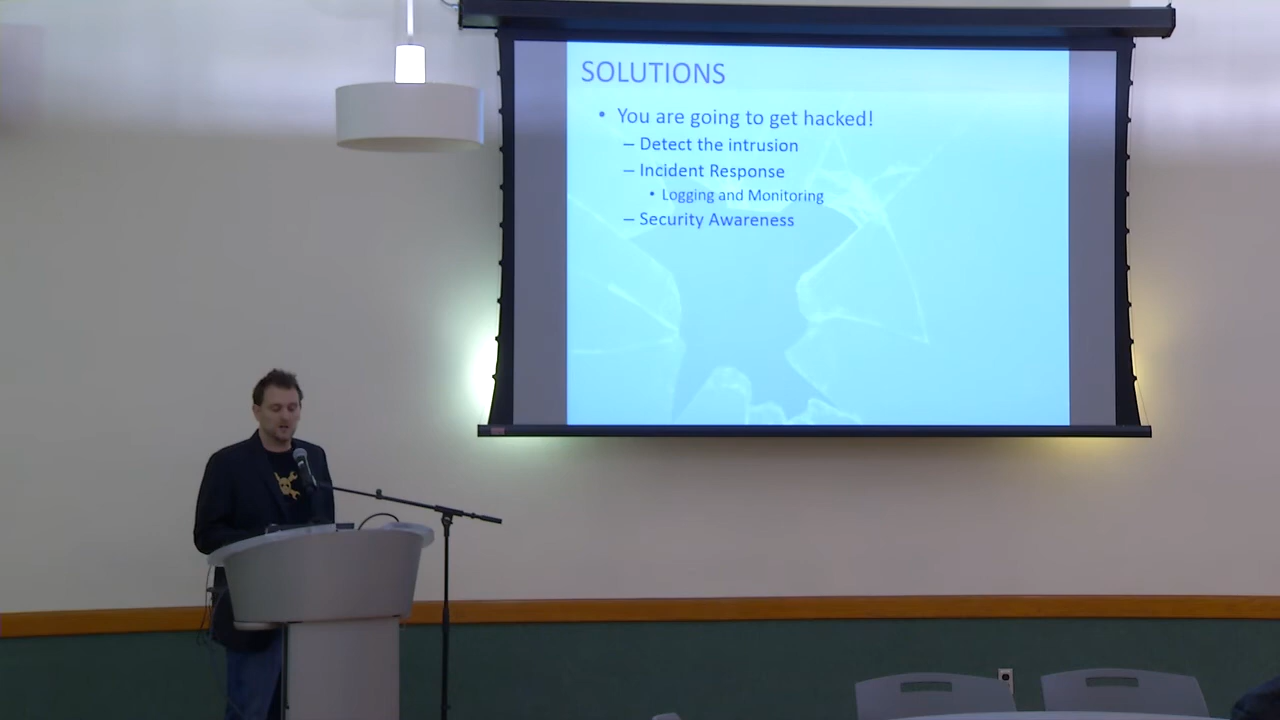 SOLUTIONS
• You are going to get hacked!
– Detect the intrusion
– Incident Response
• Logging and Monitoring
– Security Awareness